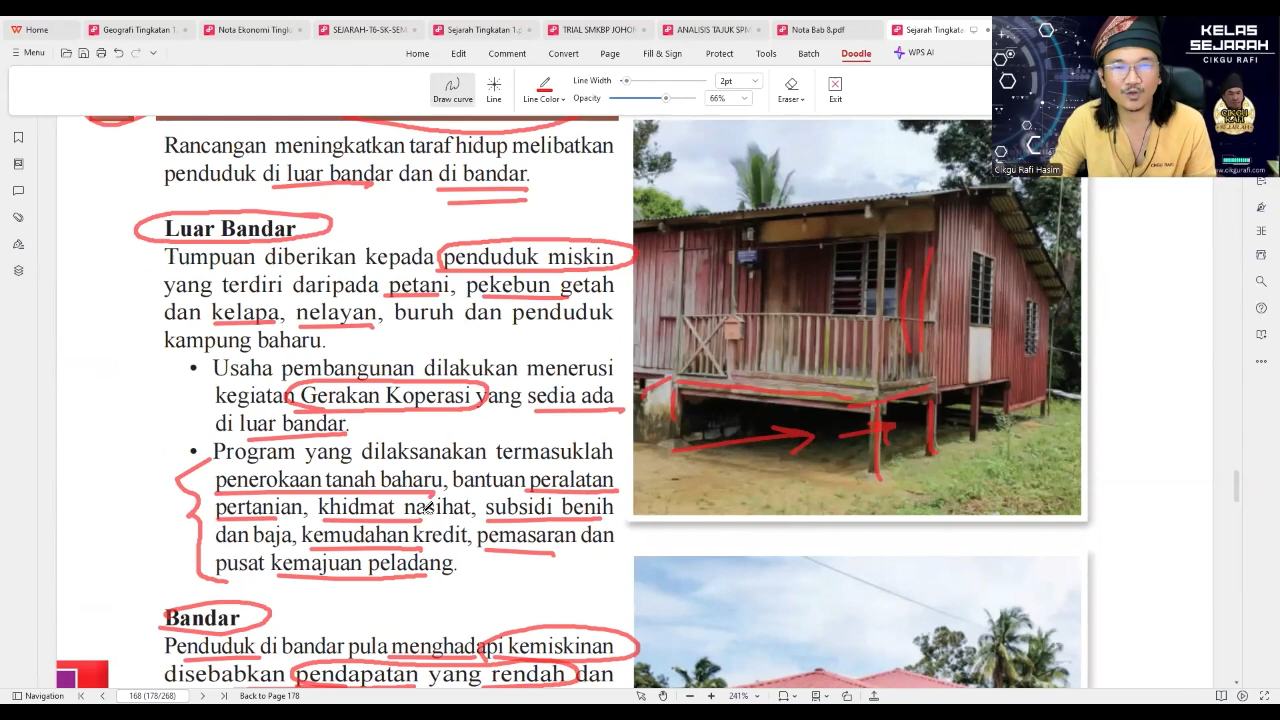 Home
Geografi Tingkatan 1.
Nota Ekonomi Tingk.
SEJARAH-T6-SK-SEM
Sejarah Tingkatan 1.p
TRIAL SMKBP JOHOR
ANALISIS TAJUK SPM
Nota Bab 8.pdf
Sejarah Tingkata
Menu
Home
Edit
Convert
Page
Fill & Sign
Protect
Tools
Batch
Doodle
WPS AI
Draw curve
Line
Line Color
Line Width
2pt
Opacity
66%
Eraser
Exit
KELAS
SEJARAH
CIKGU RAFI
Cikgu Rafi Hasim
www.cikgurafi.com
Rancangan meningkatkan taraf hidup melibatkan
penduduk di luar bandar dan di bandar.
Luar Bandar
Tumpuan diberikan kepada penduduk miskin
yang terdiri daripada petani, pekebun getah
dan kelapa, nelayan, buruh dan penduduk
kampung baharu.
• Usaha pembangunan dilakukan menerusi
kegiatan Gerakan Koperasi yang sedia ada
di luar bandar.
• Program yang dilaksanakan termasuklah
penerokaan tanah baharu, bantuan peralatan
pertanian, khidmat nasihat, subsidi benih
dan baja, kemudahan kredit, pemasaran dan
pusat kemajuan peladang.
Bandar
Penduduk di bandar pula menghadapi kemiskinan
disebabkan pendapatan yang rendah dan
Navigation
168 (178/268)
Back to Page 178
241%